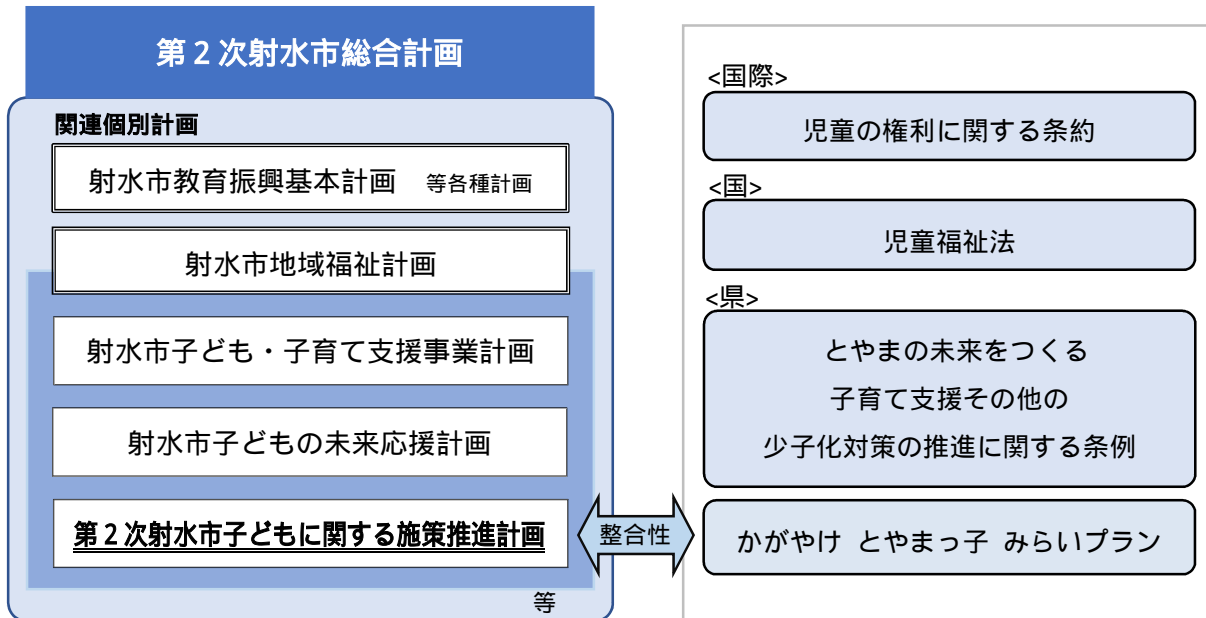 第２次射水市総合計画
関連個別計画
射水市教育振興基本計画　等各種計画
射水市地域福祉計画
射水市子ども・子育て支援事業計画
射水市子どもの未来応援計画
第２次射水市子どもに関する施策推進計画
等
整合性
<国際>
児童の権利に関する条約
<国>
児童福祉法
<県>
とやまの未来をつくる
子育て支援その他の
少子化対策の推進に関する条例
かがやけ とやまっ子 みらいプラン